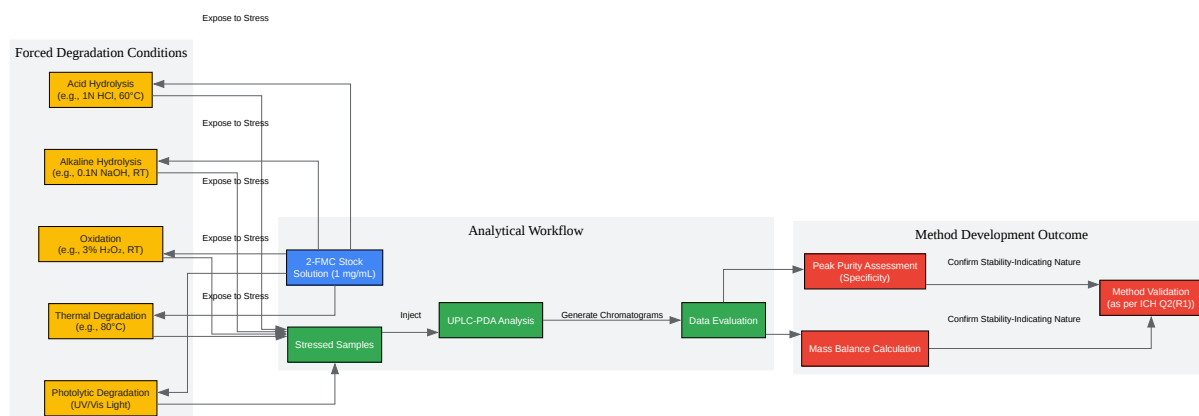 Expose to Stress
Forced Degradation Conditions
Acid Hydrolysis
(e.g., 1N HCl, 60°C)
Expose to Stress
Alkaline Hydrolysis
(e.g., 0.1N NaOH, RT)
Expose to Stress
Oxidation
(e.g., 3% H₂O₂, RT)
Expose to Stress
Thermal Degradation
(e.g., 80°C)
Expose to Stress
Photolytic Degradation
(UV/Vis Light)
Analytical Workflow
2-FMC Stock
Solution (1 mg/mL)
Stressed Samples
Inject
UPLC-PDA Analysis
Generate Chromatograms
Data Evaluation
Method Development Outcome
Peak Purity Assessment
(Specificity)
Confirm Stability-Indicating Nature
Mass Balance Calculation
Confirm Stability-Indicating Nature
Method Validation
(as per ICH Q2(R1))